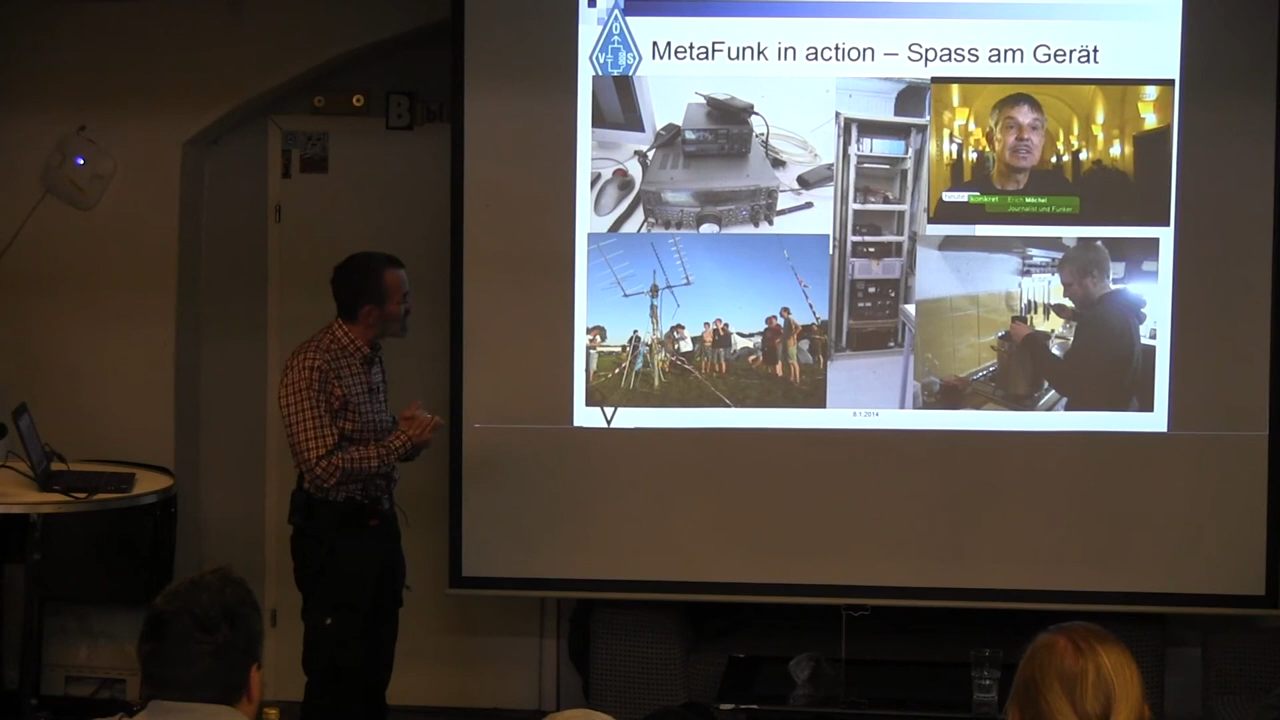 Ö
V S
MetaFunk in action – Spass am Gerät
heute konkret
Erich Möchel
Journalist und Funker
8.1.2014